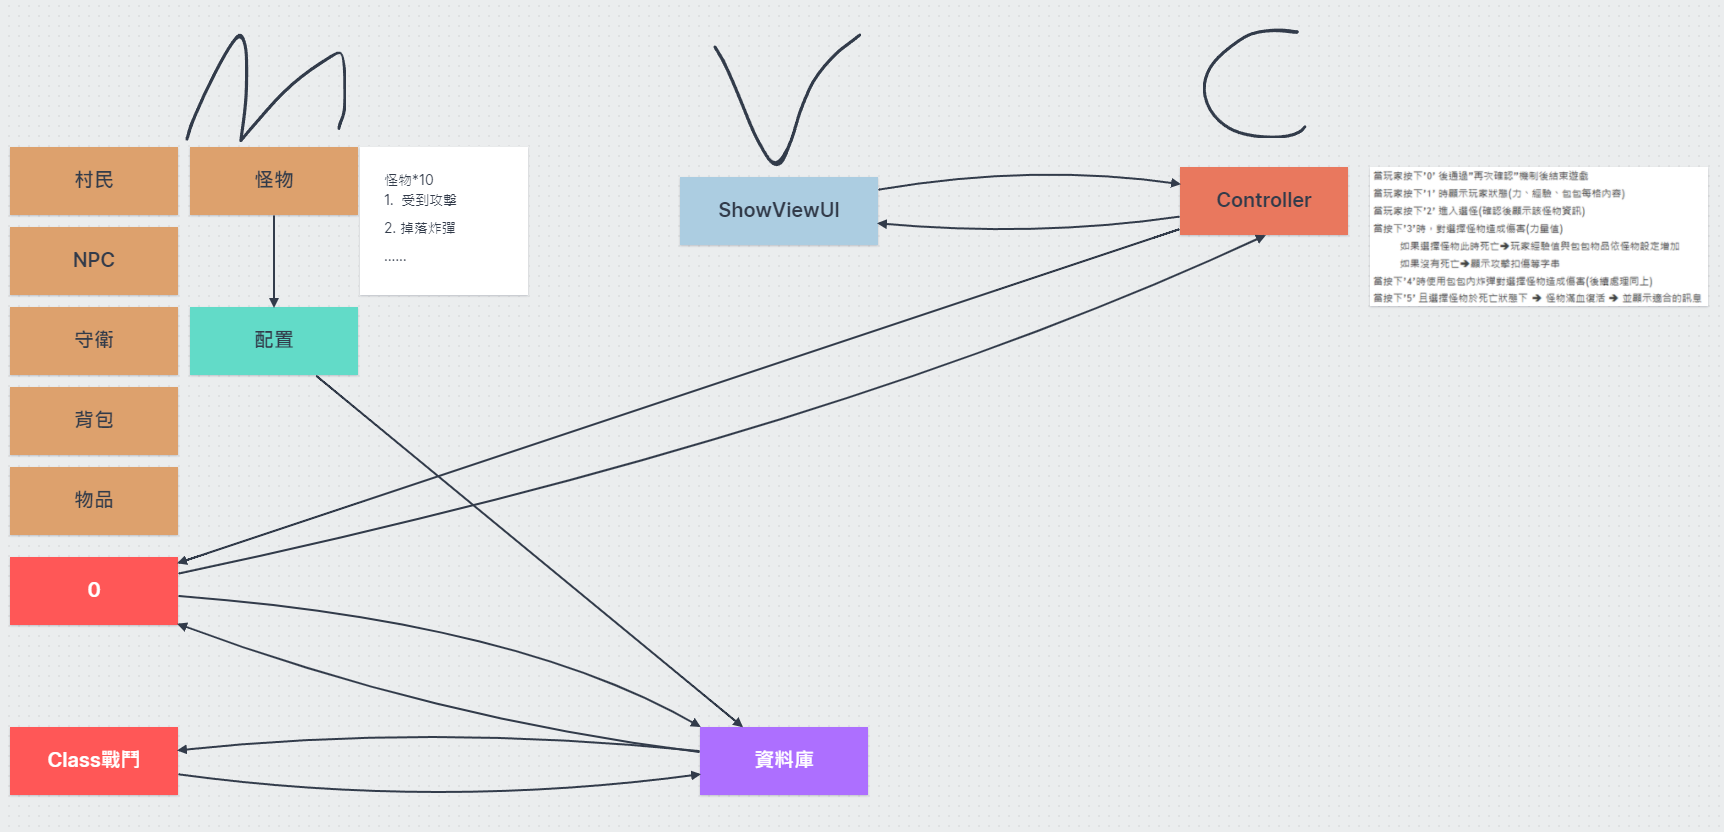 M
V
C
村民
怪物
怪物*10
1. 受到攻擊
2. 掉落炸彈
......
NPC
守衛
配置
背包
物品
0
Class戰鬥
ShowViewUI
Controller
當玩家按下'0' 後通過"再次確認"機制後結束遊戲
當玩家按下'1' 時顯示玩家狀態(力、經驗、包包每格內容)
當玩家按下'2' 進入選怪(確認後顯示該怪物資訊)
當按下'3'時，對選擇怪物造成傷害(力量值)
如果選擇怪物此時死亡→玩家經驗值與包包物品依怪物設定增加
如果沒有死亡→顯示攻擊扣傷等字串
當按下'4'時使用包包內炸彈對選擇怪物造成傷害(後續處理同上)
當按下'5' 且選擇怪物於死亡狀態下 → 怪物滿血復活 → 並顯示適合的訊息
資料庫